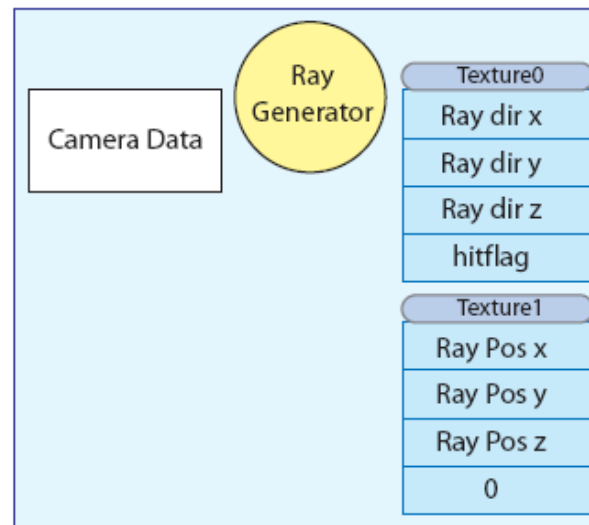 Camera Data
Ray
Generator
Texture0
Ray dir x
Ray dir y
Ray dir z
hitflag
Texture1
Ray Pos x
Ray Pos y
Ray Pos z
0